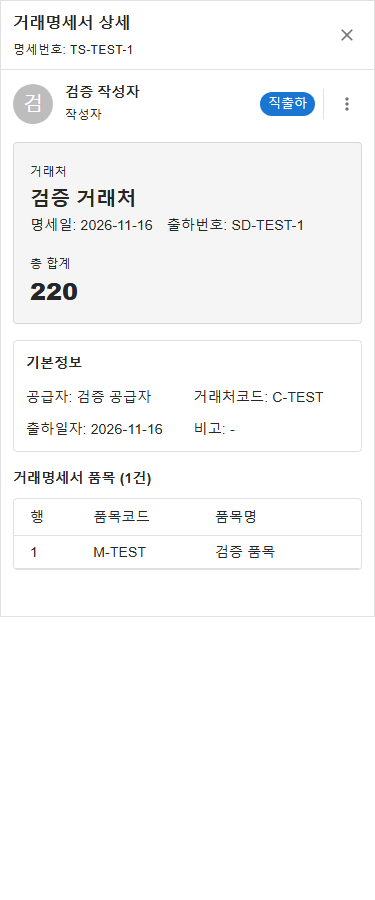 거래명세서 상세
명세번호: TS-TEST-1
검
검증 작성자
작성자
직출하
거래처
검증 거래처
명세일: 2026-11-16 출하번호: SD-TEST-1
총 합계
220
기본정보
공급자: 검증 공급자 거래처코드: C-TEST
출하일자: 2026-11-16 비고: -
거래명세서 품목 (1건)
행 품목코드 품목명
1 M-TEST 검증 품목